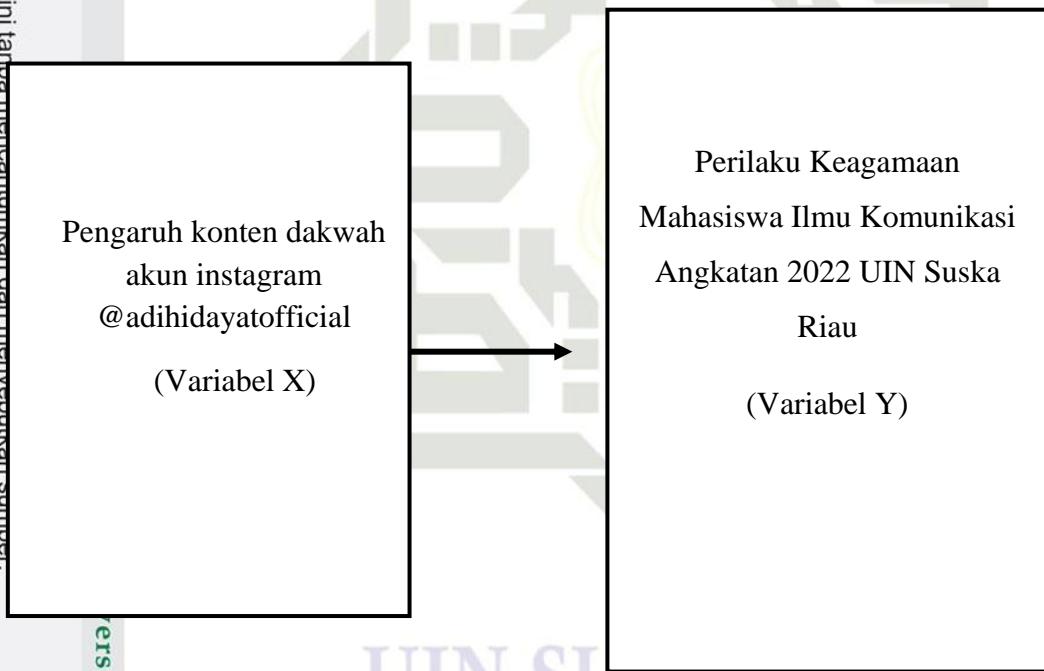 Pengaruh konten dakwah
akun instagram
@adihidayatofficial
(Variabel X)
Perilaku Keagamaan
Mahasiswa Ilmu Komunikasi
Angkatan 2022 UIN Suska
Riau
(Variabel Y)